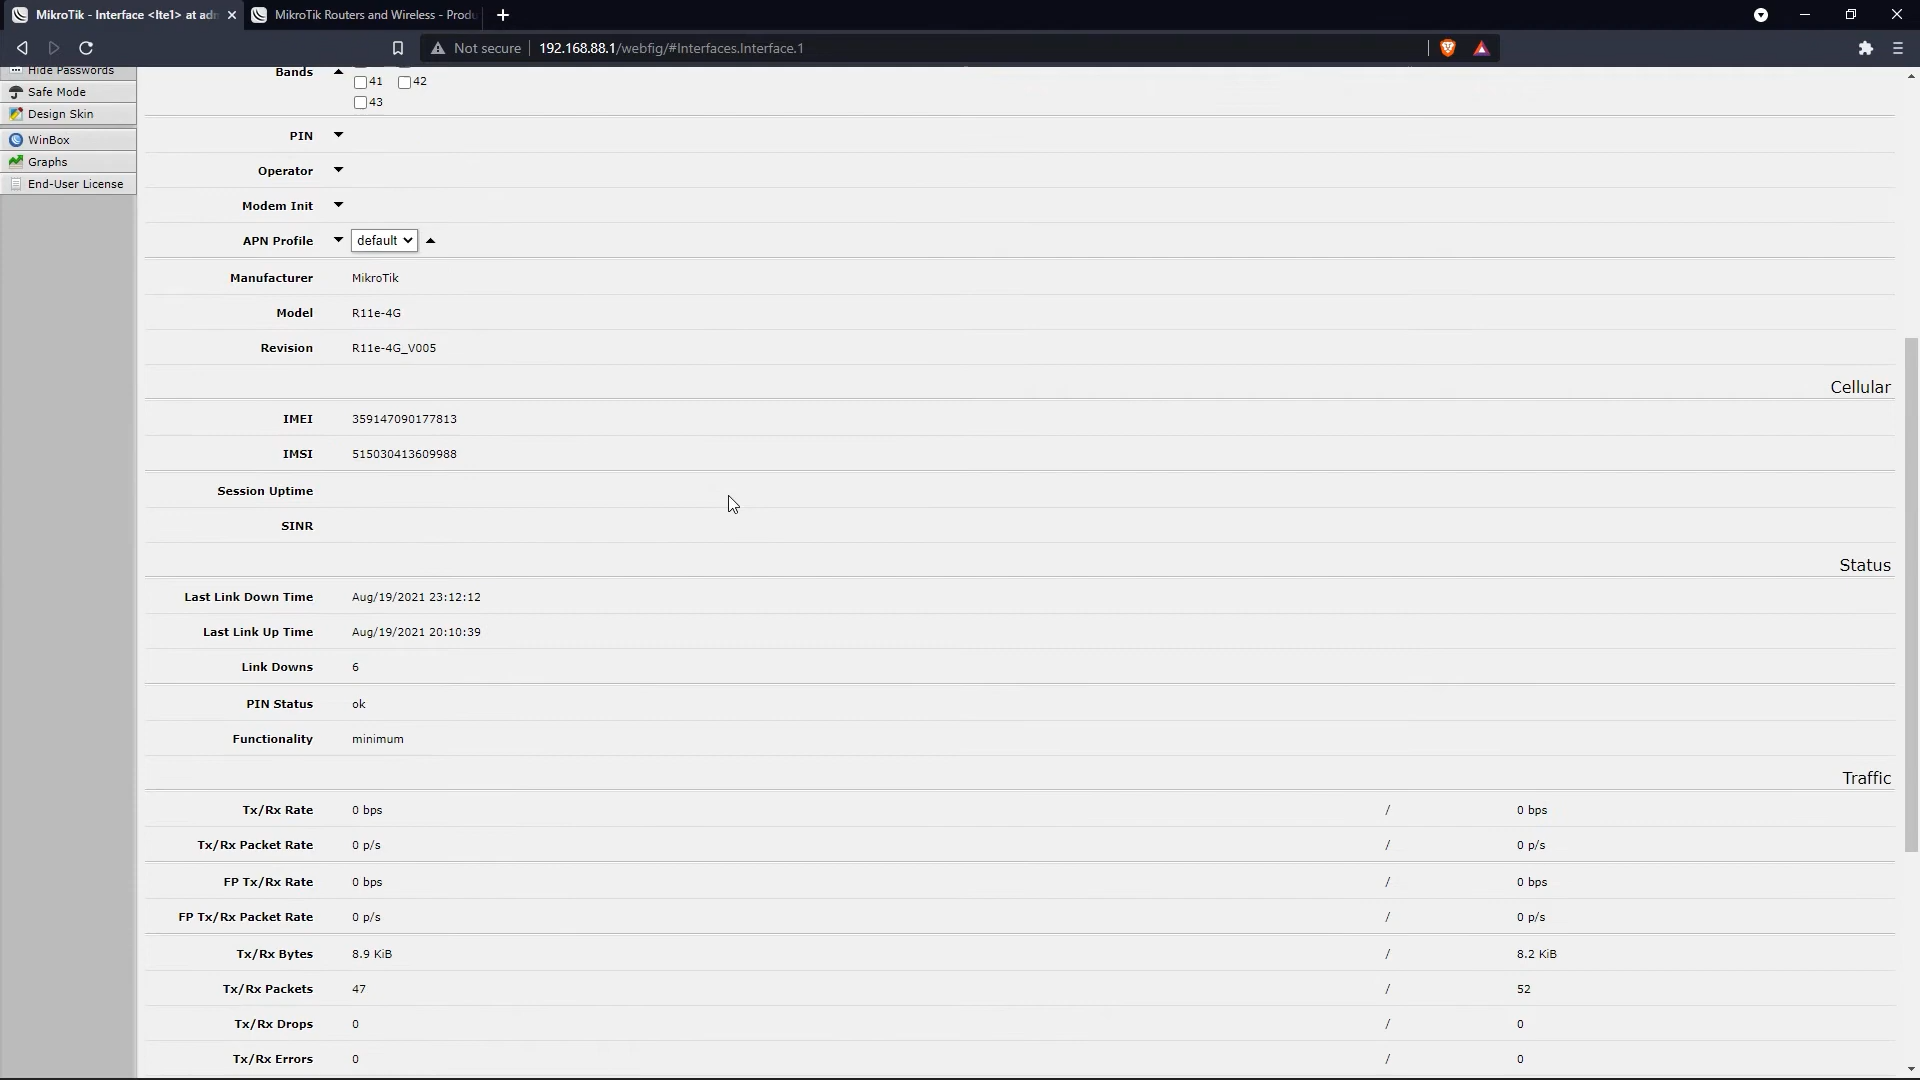 MikroTik - Interface <lte1> at adm
MikroTik Routers and Wireless - Produ
Not secure
192.168.88.1/webfig/#Interfaces.Interface.1
Hide Passwords
Safe Mode
Design Skin
WinBox
Graphs
End-User License
Bands
41 42
43
PIN
Operator
Modem Init
APN Profile default
Manufacturer MikroTik
Model R11e-4G
Revision R11e-4G_V005
Cellular
IMEI 359147090177813
IMSI 515030413609988
Session Uptime
SINR
Status
Last Link Down Time Aug/19/2021 23:12:12
Last Link Up Time Aug/19/2021 20:10:39
Link Downs 6
PIN Status ok
Functionality minimum
Traffic
Tx/Rx Rate 0 bps / 0 bps
Tx/Rx Packet Rate 0 p/s / 0 p/s
FP Tx/Rx Rate 0 bps / 0 bps
FP Tx/Rx Packet Rate 0 p/s / 0 p/s
Tx/Rx Bytes 8.9 KiB / 8.2 KiB
Tx/Rx Packets 47 / 52
Tx/Rx Drops 0 / 0
Tx/Rx Errors 0 / 0